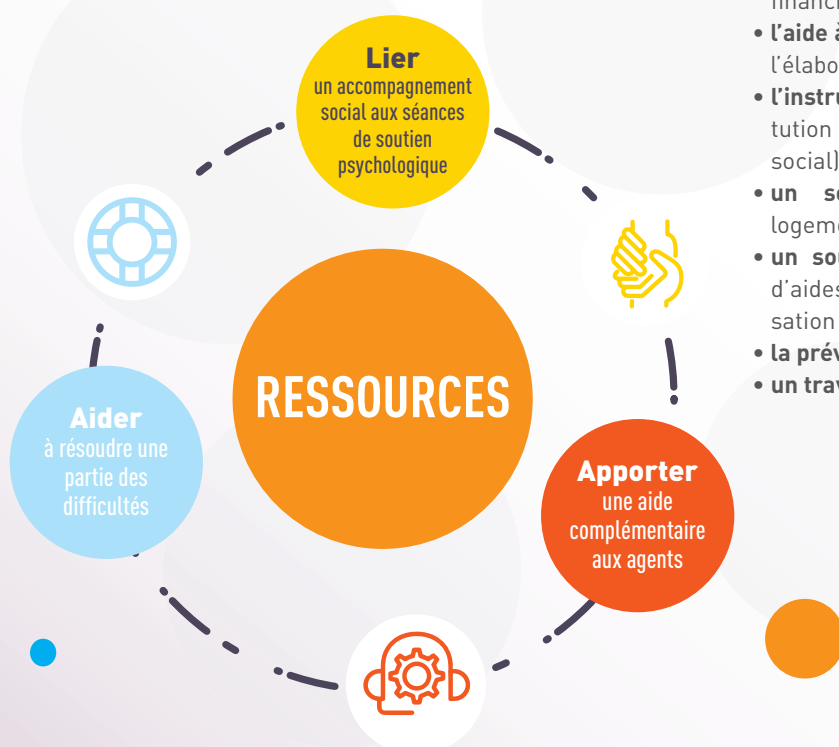 Lier
un accompagnement
social aux séances
de soutien
psychologique
RESSOURCES
Aider
à résoudre une
partie des
difficultés
Apporter
une aide
complémentaire
aux agents
• l'aide
l'élabo
• l'instru
tution
social)
• un
logeme
• un sou
d'aides
sation
• la prév
• un trav